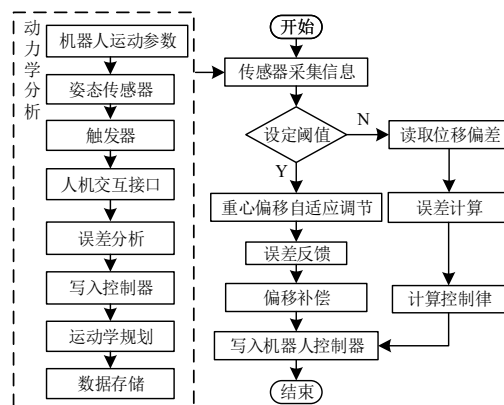 动力学分析
机器人运动参数
姿态传感器
触发器
人机交互接口
误差分析
写入控制器
运动学规划
数据存储
开始
传感器采集信息
设定阈值
N
读取位移偏差
Y
重心偏移自适应调节
误差计算
误差反馈
偏移补偿
计算控制律
写入机器人控制器
结束